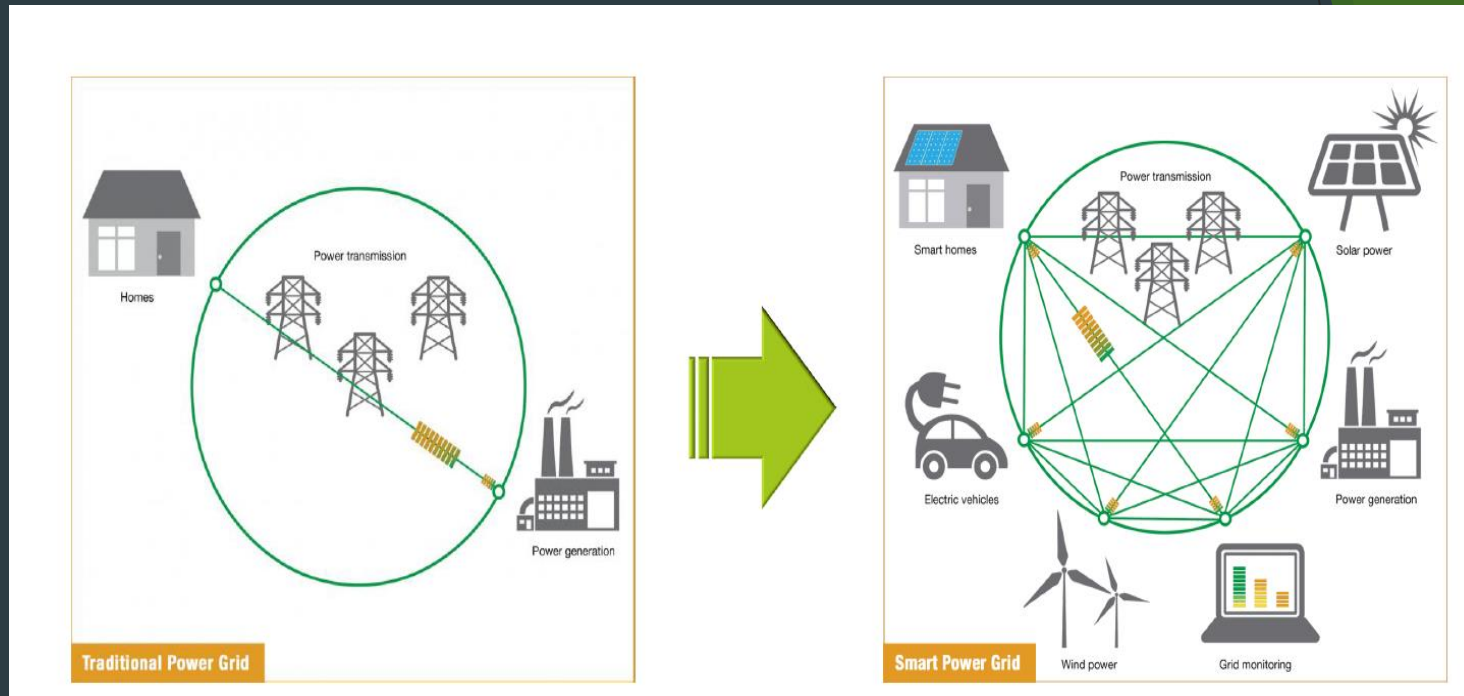 Power transmission
Homes
Power generation
Traditional Power Grid
Power transmission
Smart homes
Solar power
Electric vehicles
Power generation
Wind power
Grid monitoring
Smart Power Grid